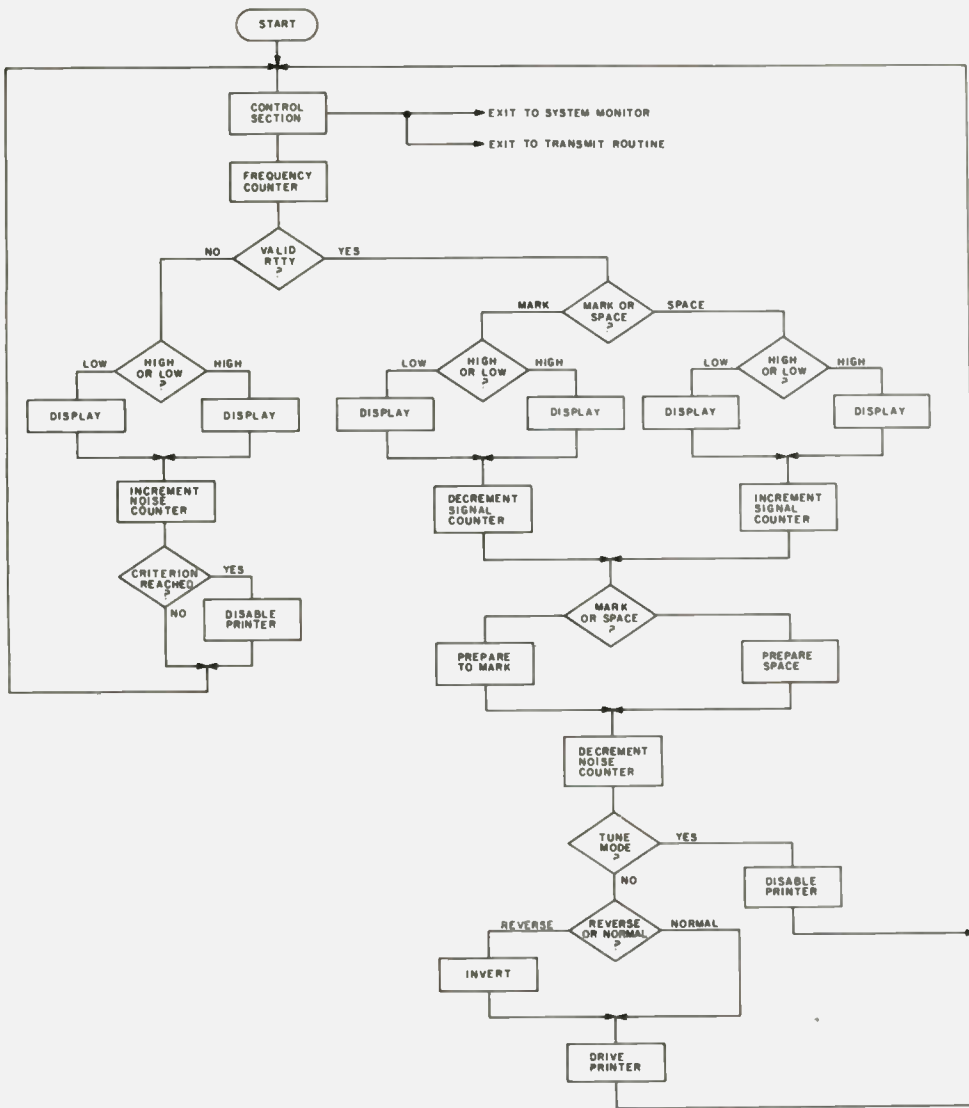 START
CONTROL
SECTION
EXIT TO SYSTEM MONITOR
EXIT TO TRANSMIT ROUTINE
FREQUENCY
COUNTER
NO
VALID
RTTY
?
YES
MARK
MARK OR
SPACE
?
SPACE
LOW
HIGH
OR LOW
?
HIGH
LOW
HIGH
OR LOW
?
HIGH
LOW
HIGH
OR LOW
?
HIGH
DISPLAY
DISPLAY
DISPLAY
DISPLAY
DISPLAY
DISPLAY
INCREMENT
NOISE
COUNTER
DECREMENT
SIGNAL
COUNTER
INCREMENT
SIGNAL
COUNTER
CRITERION
REACHED
?
YES
NO
DISABLE
PRINTER
MARK
OR SPACE
?
PREPARE
TO MARK
PREPARE
SPACE
DECREMENT
NOISE
COUNTER
TUNE
MODE
?
YES
NO
DISABLE
PRINTER
REVERSE
REVERSE
OR NORMAL
?
NORMAL
INVERT
DRIVE
PRINTER